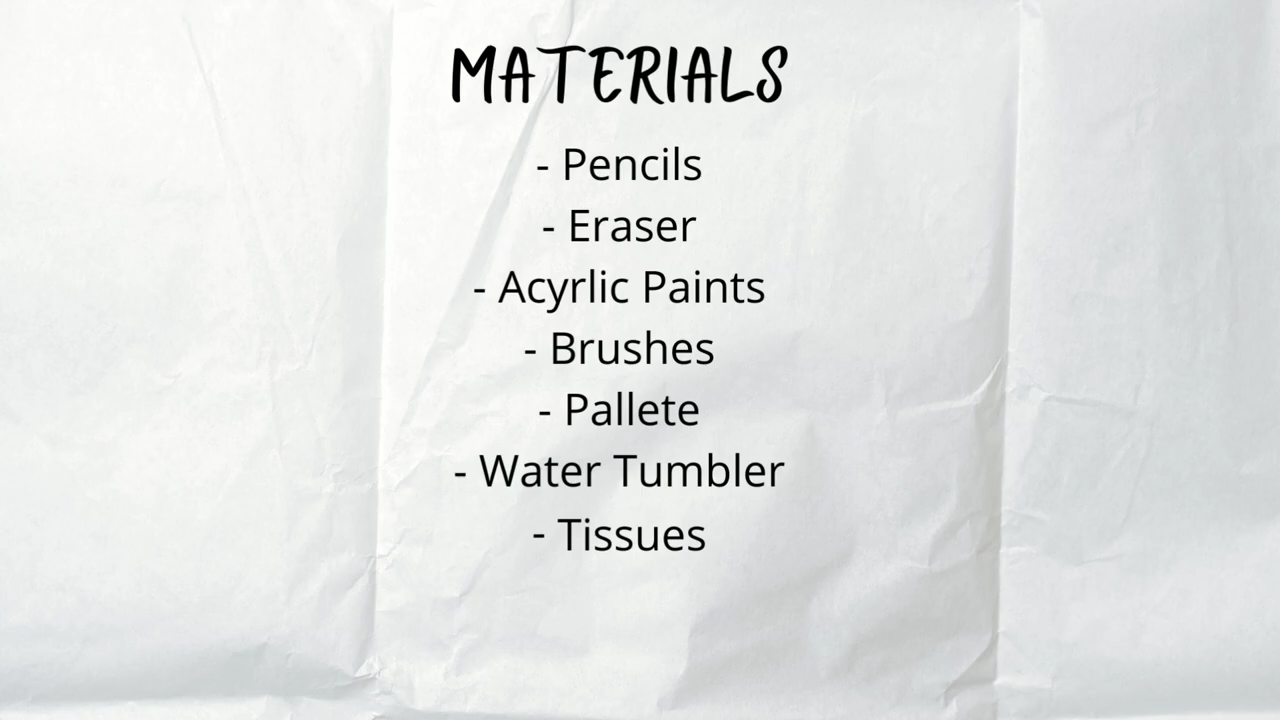 MATERIALS
- Pencils
- Eraser
- Acyrlic Paints
- Brushes
- Pallete
- Water Tumbler
- Tissues